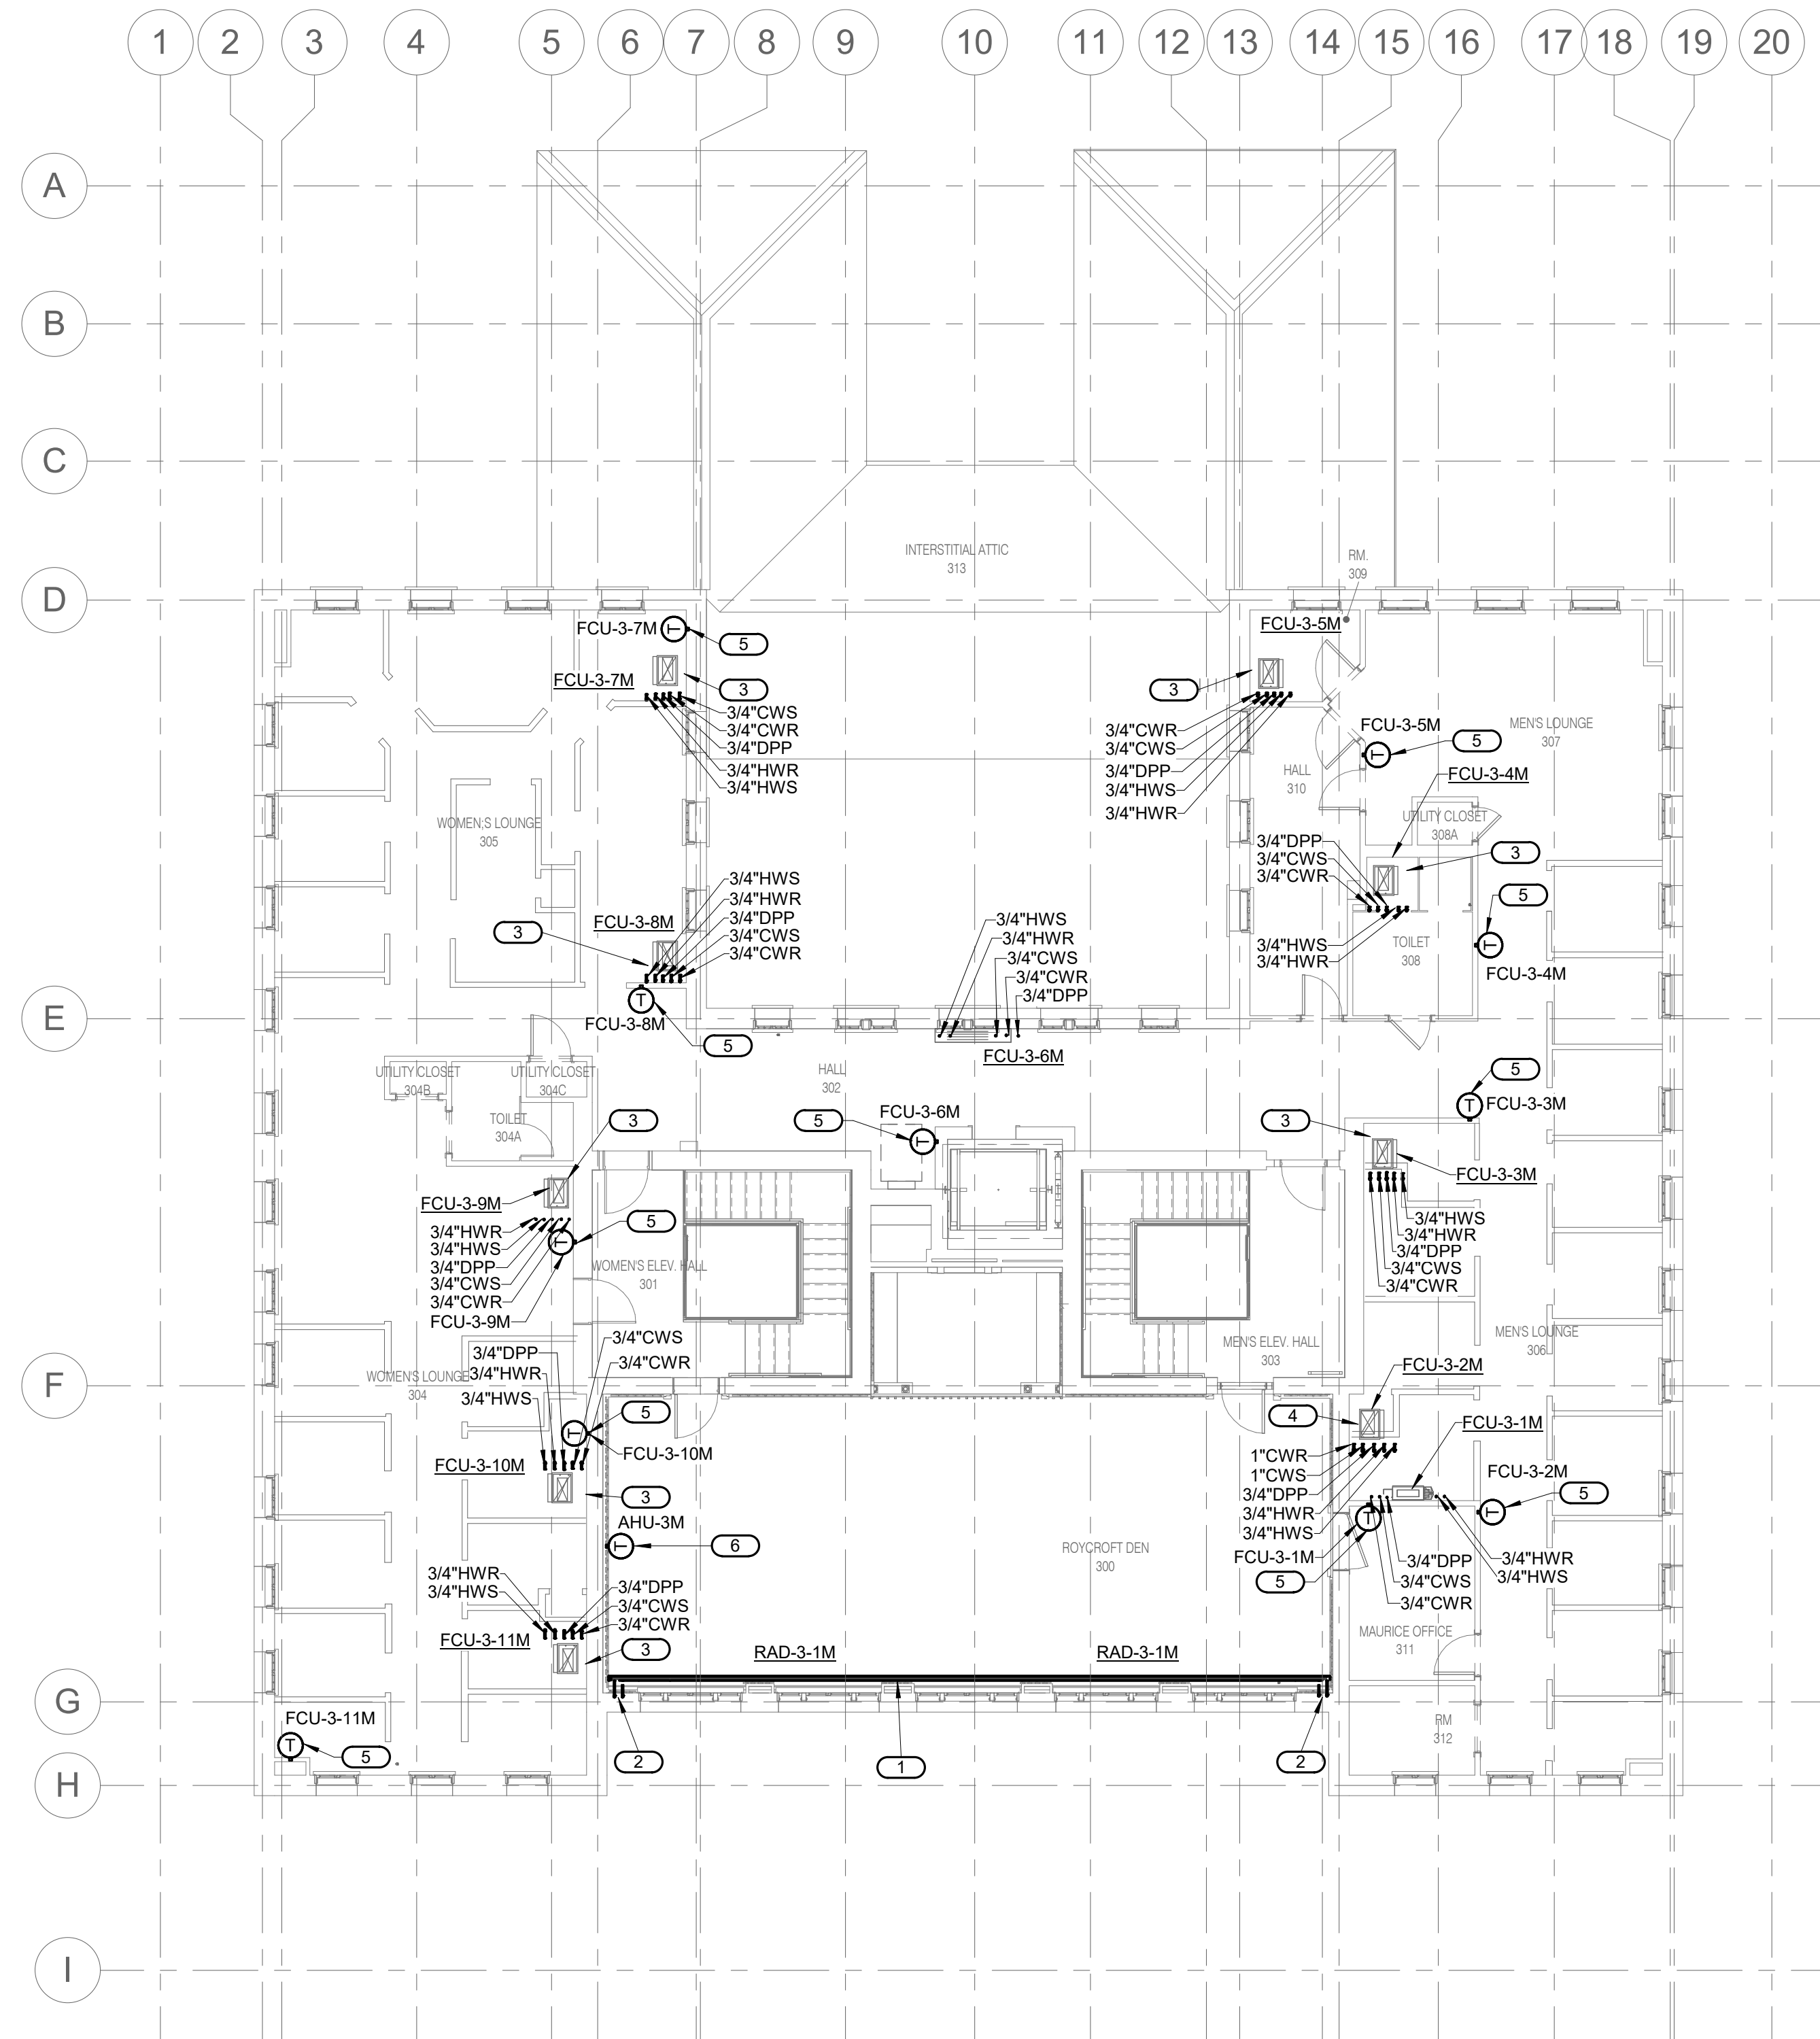 1 2 3 4 5 6 7 8 9 10 11 12 13 14 15 16 17 18 19 20
A
B
C
INTERSTITIAL ATTIC
313
RM.
309
D
FCU-3-7M
5
FCU-3-7M
3
3/4"CWS
3/4"CWR
3/4"DPP
3/4"HWR
3/4"HWS
FCU-3-5M
3
3/4"CWR
3/4"CWS
3/4"DPP
3/4"HWS
3/4"HWR
FCU-3-5M
5
MEN'S LOUNGE
307
HALL
310
FCU-3-4M
UTILITY CLOSET
308A
3/4"DPP
3/4"CWS
3/4"CWR
3
5
3/4"HWS
3/4"HWR
TOILET
308
FCU-3-4M
WOMEN;S LOUNGE
305
3/4"HWS
3/4"HWR
3/4"DPP
3/4"CWS
3/4"CWR
FCU-3-8M
3
FCU-3-8M
5
3/4"HWS
3/4"HWR
3/4"CWS
3/4"CWR
3/4"DPP
FCU-3-6M
E
HALL
302
UTILITY CLOSET
304B
UTILITY CLOSET
304C
TOILET
304A
3
5
FCU-3-6M
5
FCU-3-3M
3
FCU-3-3M
3/4"HWS
3/4"HWR
3/4"DPP
3/4"CWS
3/4"CWR
FCU-3-9M
5
3/4"HWR
3/4"HWS
3/4"DPP
3/4"CWS
3/4"CWR
FCU-3-9M
WOMEN'S ELEV. HALL
301
MEN'S ELEV. HALL
303
MEN'S LOUNGE
306
F
3/4"CWS
3/4"CWR
3/4"DPP
3/4"HWR
3/4"HWS
WOMEN'S LOUNGE
304
5
FCU-3-10M
FCU-3-10M
3
AHU-3M
6
FCU-3-2M
4
FCU-3-1M
1"CWR
1"CWS
3/4"DPP
3/4"HWR
3/4"HWS
FCU-3-2M
5
FCU-3-1M
5
3/4"DPP
3/4"CWS
3/4"CWR
3/4"HWR
3/4"HWS
ROYCROFT DEN
300
3/4"HWR
3/4"HWS
3/4"DPP
3/4"CWS
3/4"CWR
FCU-3-11M
3
MAURICE OFFICE
311
RAD-3-1M
RAD-3-1M
G
RM
312
FCU-3-11M
5
2
1
2
H
I
T
T
T
T
T
T
T
T
T
T
T
T